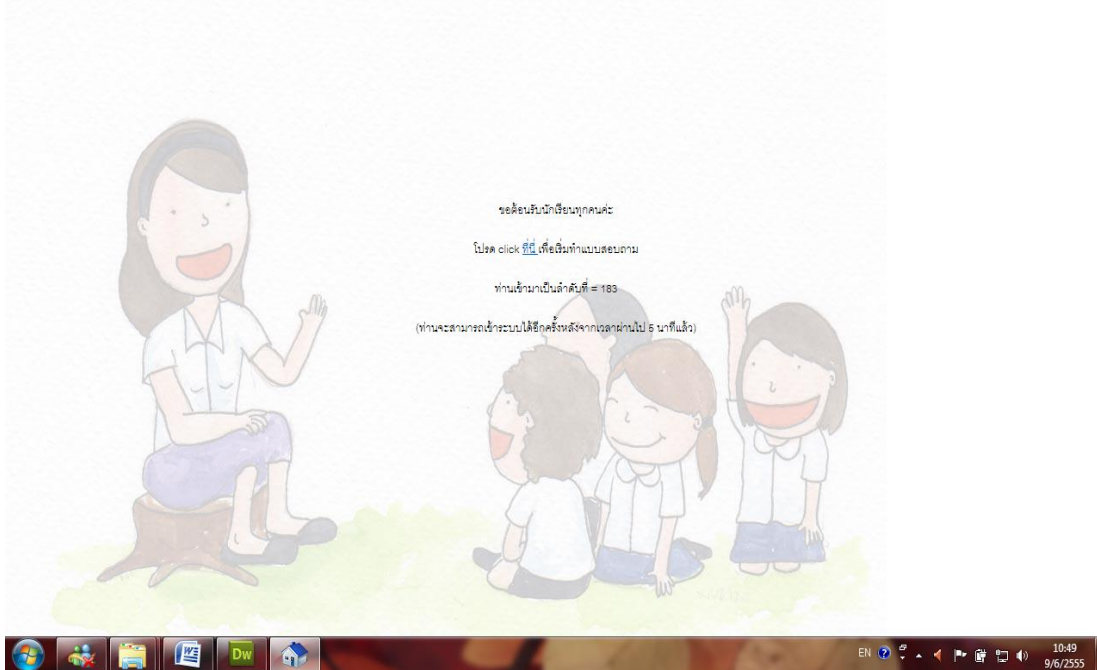 ขอต้อนรับนักเรียนทุกคนค่ะ
โปรด click ที่นี่ เพื่อเริ่มทำแบบสอบถาม
ท่านเข้ามาเป็นลำดับที่ = 183
(ท่านจะสามารถเข้าระบบได้อีกครั้งหลังจากเวลาผ่านไป 5 นาทีแล้ว)
Dw
EN
10:49
9/6/2555